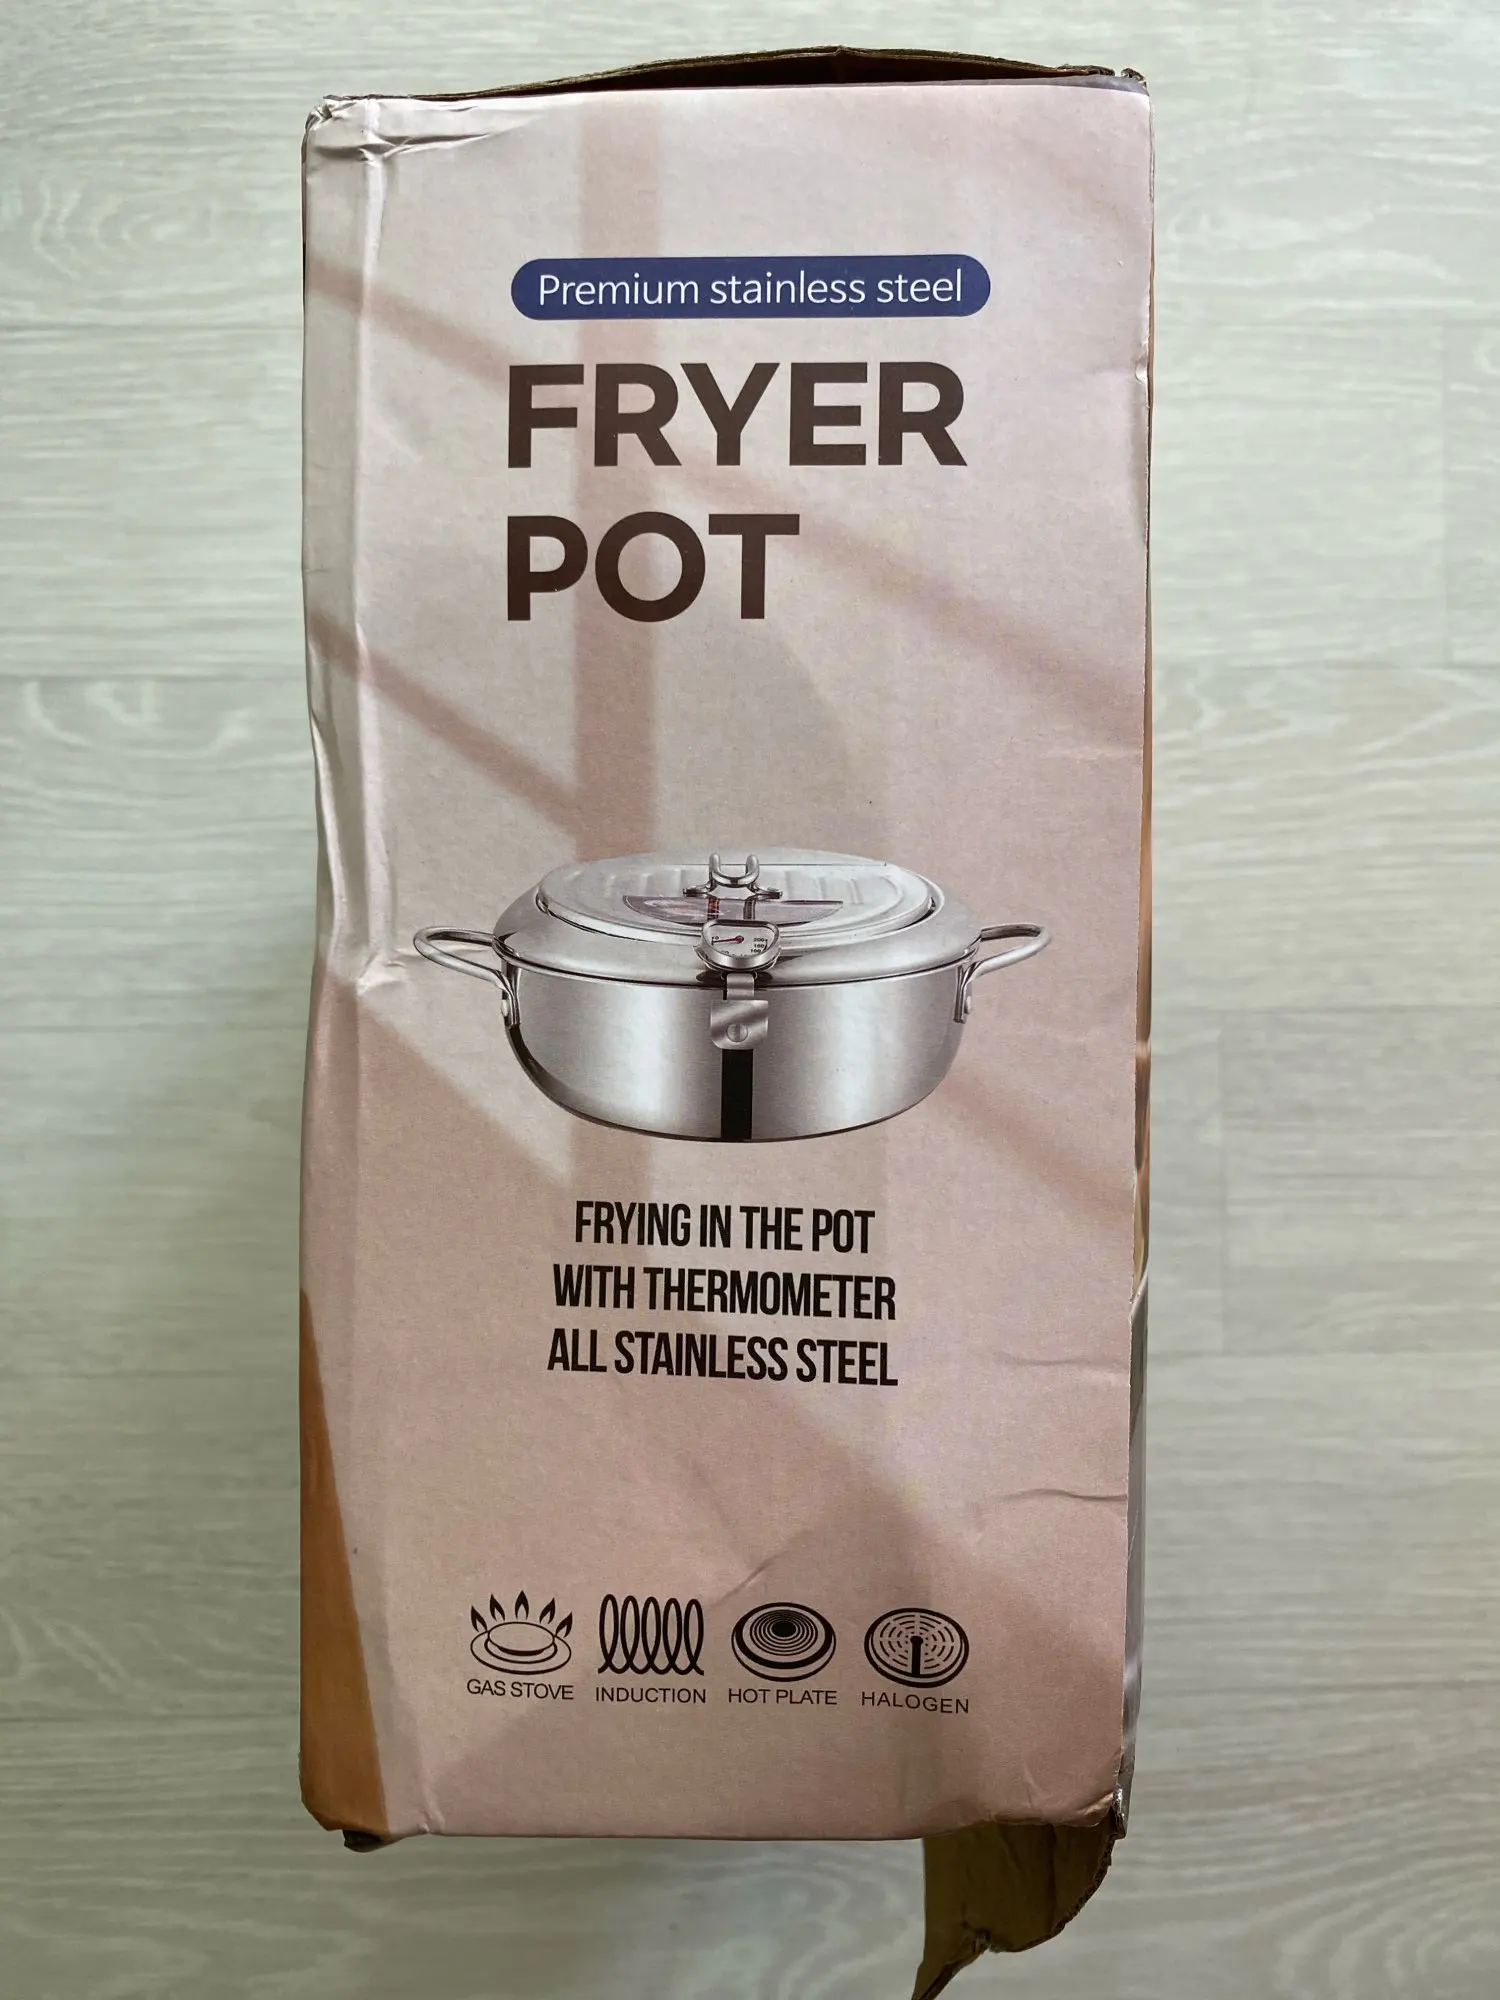 Premium stainless steel
FRYER
POT
FRYING IN THE POT
WITH THERMOMETER
ALL STAINLESS STEEL
GAS STOVE INDUCTION HOT PLATE HALOGEN